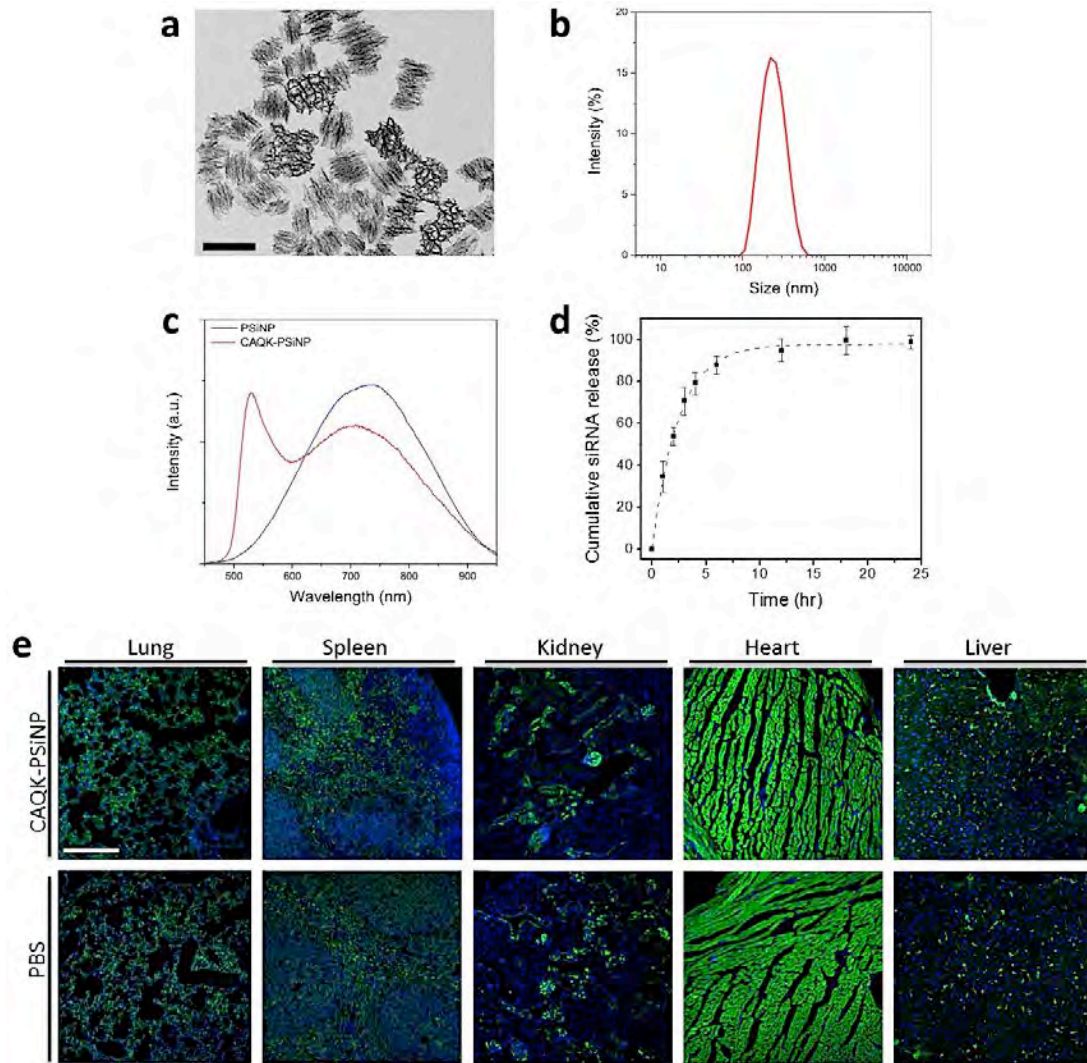 a
b
20
15
10
5
0
Intensity (%)
10
100
1000
10000
Size (nm)
c
PSiNP
CAQK-PSiNP
Intensity (a.u.)
500
600
700
800
900
Wavelength (nm)
d
100
80
60
40
20
0
Cumulative siRNA release (%)
0
5
10
15
20
25
Time (hr)
e
Lung
Spleen
Kidney
Heart
Liver
CAQK-PSiNP
PBS